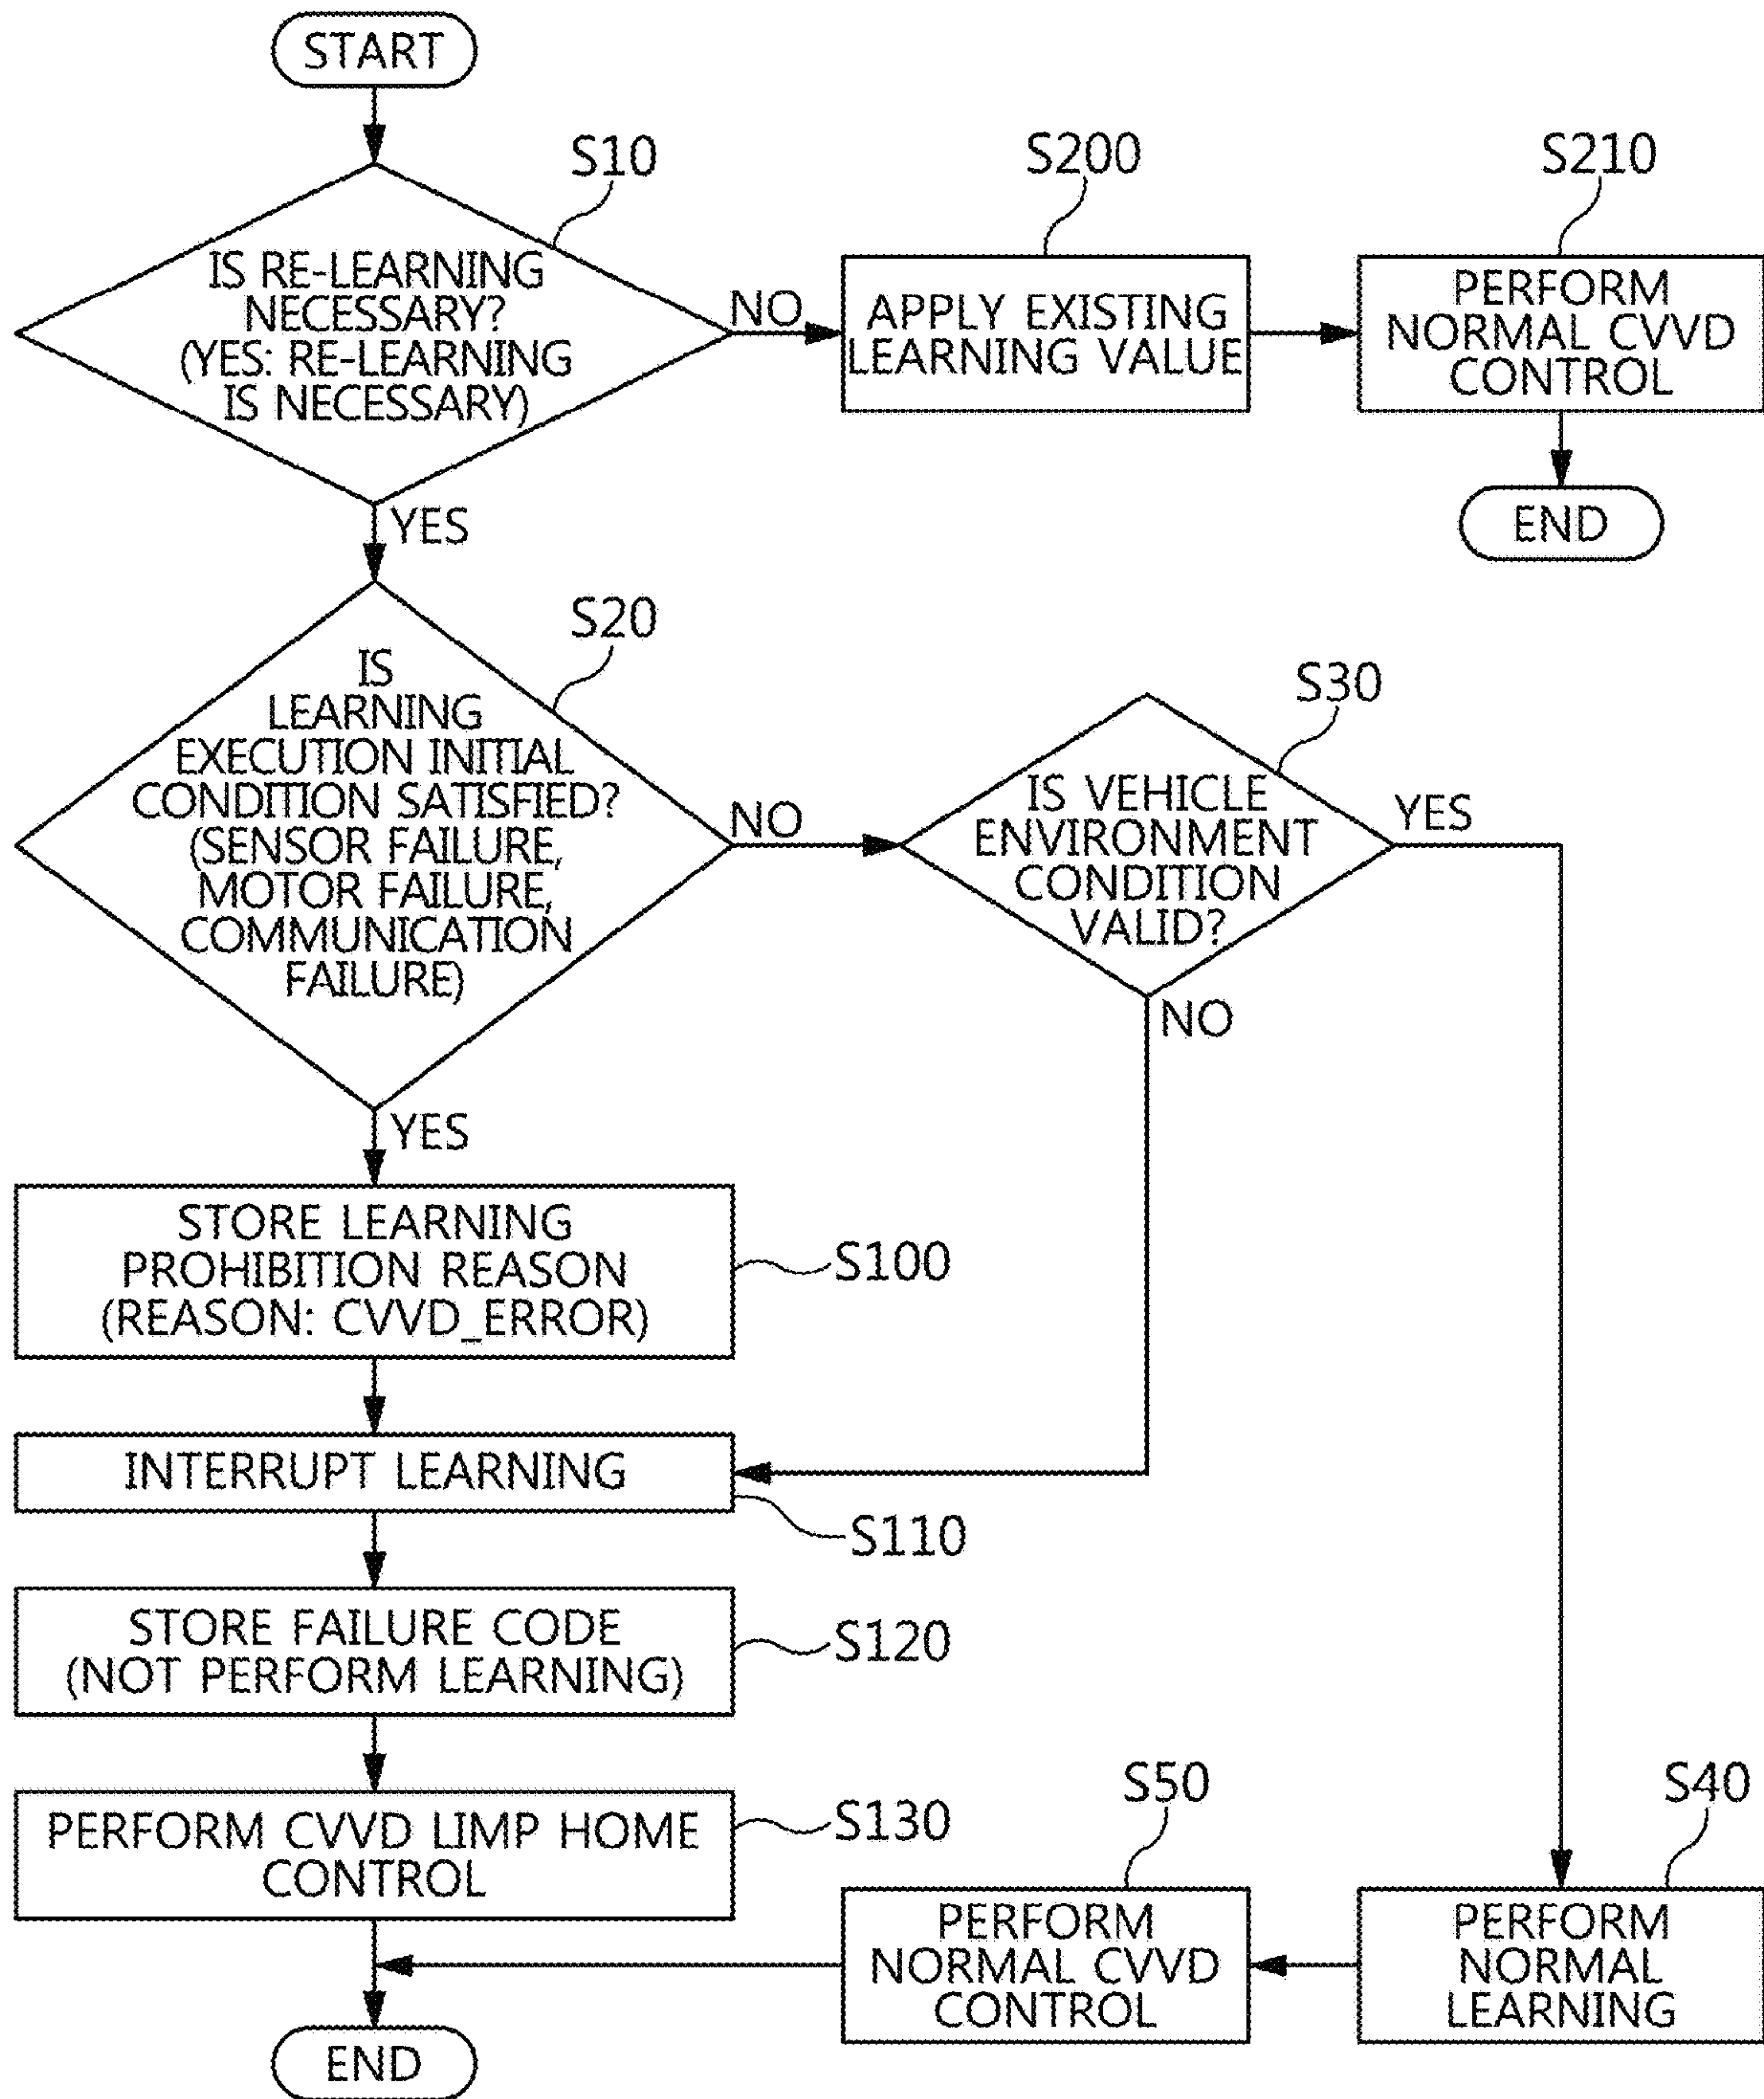 START
S10
IS RE-LEARNING
NECESSARY?
(YES: RE-LEARNING
IS NECESSARY)
NO
S200
APPLY EXISTING
LEARNING VALUE
S210
PERFORM
NORMAL CVVD
CONTROL
END
YES
S20
IS
LEARNING
EXECUTION INITIAL
CONDITION SATISFIED?
(SENSOR FAILURE,
MOTOR FAILURE,
COMMUNICATION
FAILURE)
NO
S30
IS VEHICLE
ENVIRONMENT
CONDITION
VALID?
YES
NO
YES
STORE LEARNING
PROHIBITION REASON
(REASON: CVVD_ERROR)
S100
INTERRUPT LEARNING
S110
STORE FAILURE CODE
(NOT PERFORM LEARNING)
S120
PERFORM CVVD LIMP HOME
CONTROL
S130
S50
PERFORM
NORMAL CVVD
CONTROL
S40
PERFORM
NORMAL
LEARNING
END